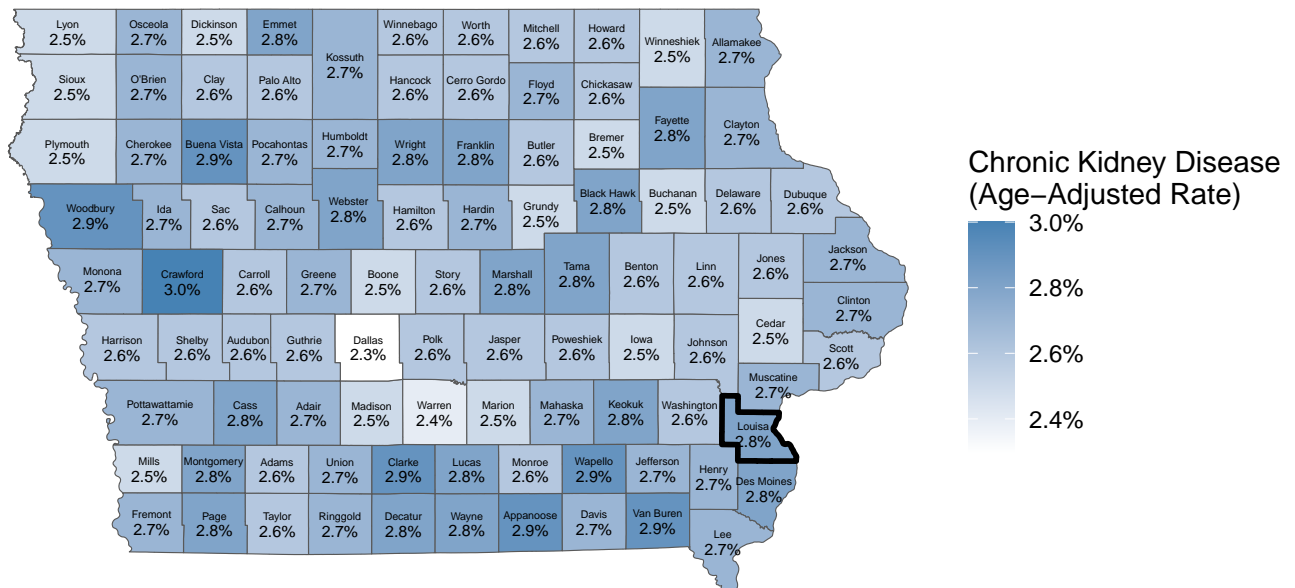 Lyon
2.5%
Osceola
2.7%
Dickinson
2.5%
Emmet
2.8%
Kossuth
2.7%
Winnebago
2.6%
Worth
2.6%
Mitchell
2.6%
Howard
2.6%
Winneshiek
2.5%
Allamakee
2.7%
Sioux
2.5%
O'Brien
2.7%
Clay
2.6%
Palo Alto
2.6%
Hancock
2.6%
Cerro Gordo
2.6%
Floyd
2.7%
Chickasaw
2.6%
Fayette
2.8%
Clayton
2.7%
Plymouth
2.5%
Cherokee
2.7%
Buena Vista
2.9%
Pocahontas
2.7%
Humboldt
2.7%
Wright
2.8%
Franklin
2.8%
Butler
2.6%
Bremer
2.5%
Woodbury
2.9%
Ida
2.7%
Sac
2.6%
Calhoun
2.7%
Webster
2.8%
Hamilton
2.6%
Hardin
2.7%
Grundy
2.5%
Black Hawk
2.8%
Buchanan
2.5%
Delaware
2.6%
Dubuque
2.6%
Monona
2.7%
Crawford
3.0%
Carroll
2.6%
Greene
2.7%
Boone
2.5%
Story
2.6%
Marshall
2.8%
Tama
2.8%
Benton
2.6%
Linn
2.6%
Jones
2.6%
Jackson
2.7%
Clinton
2.7%
Cedar
2.5%
Scott
2.6%
Harrison
2.6%
Shelby
2.6%
Audubon
2.6%
Guthrie
2.6%
Dallas
2.3%
Polk
2.6%
Jasper
2.6%
Poweshiek
2.6%
Iowa
2.5%
Johnson
2.6%
Muscatine
2.7%
Pottawattamie
2.7%
Cass
2.8%
Adair
2.7%
Madison
2.5%
Warren
2.4%
Marion
2.5%
Mahaska
2.7%
Keokuk
2.8%
Washington
2.6%
Louisa
2.8%
Mills
2.5%
Montgomery
2.8%
Adams
2.6%
Union
2.7%
Clarke
2.9%
Lucas
2.8%
Monroe
2.6%
Wapello
2.9%
Jefferson
2.7%
Henry
2.7%
Des Moines
2.8%
Fremont
2.7%
Page
2.8%
Taylor
2.6%
Ringgold
2.7%
Decatur
2.8%
Wayne
2.8%
Appanoose
2.9%
Davis
2.7%
Van Buren
2.9%
Lee
2.7%
Chronic Kidney Disease
(Age−Adjusted Rate)
3.0%
2.8%
2.6%
2.4%